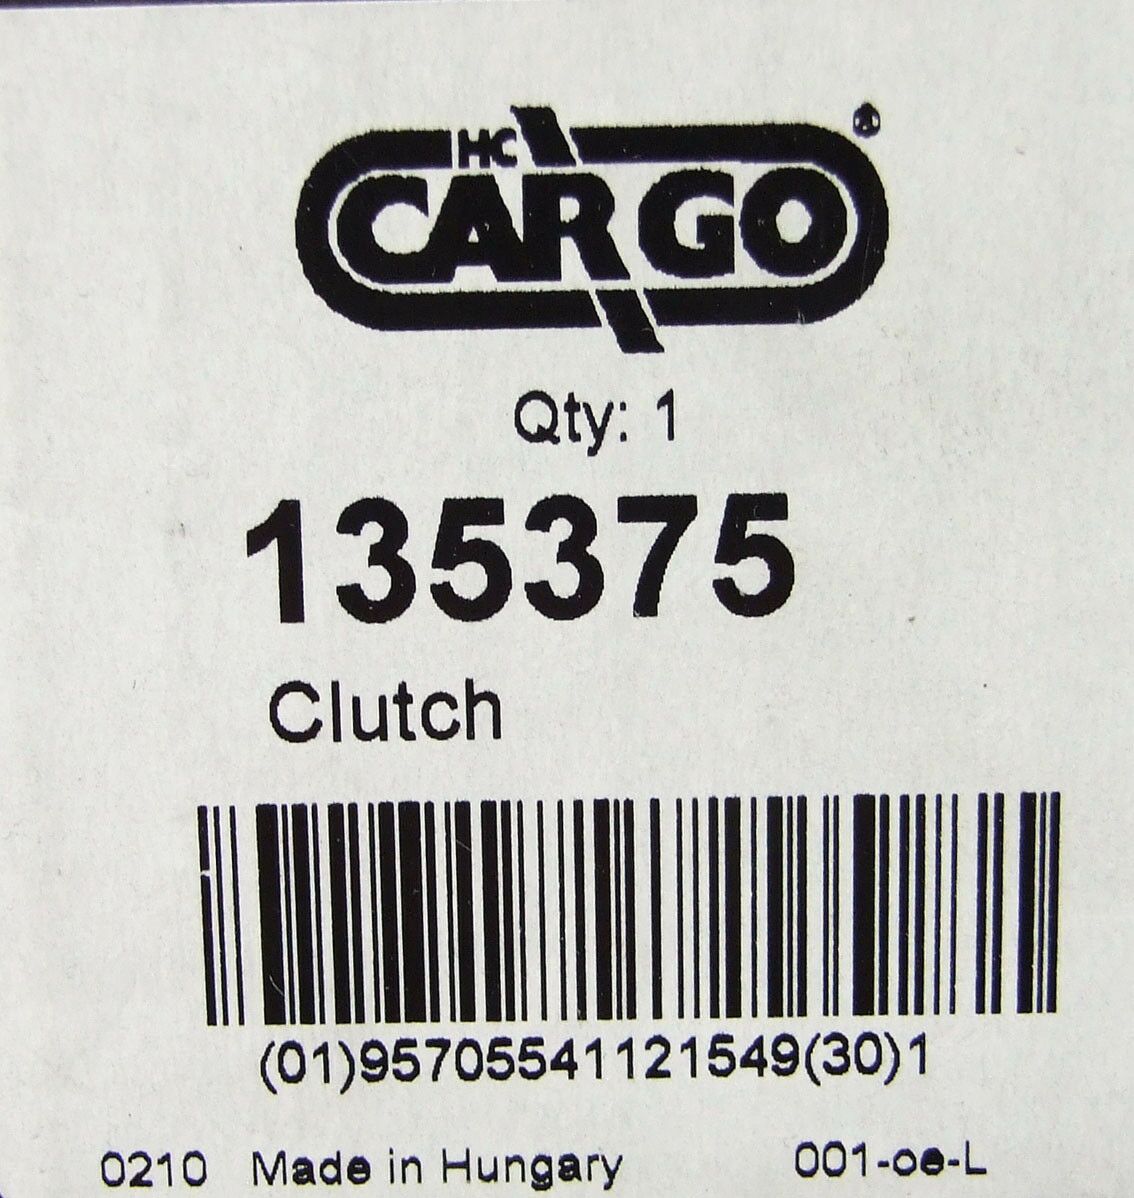 HC
CARGO®
Qty: 1
135375
Clutch
(01)95705541121549(30)1
0210 Made in Hungary 001-oe-L